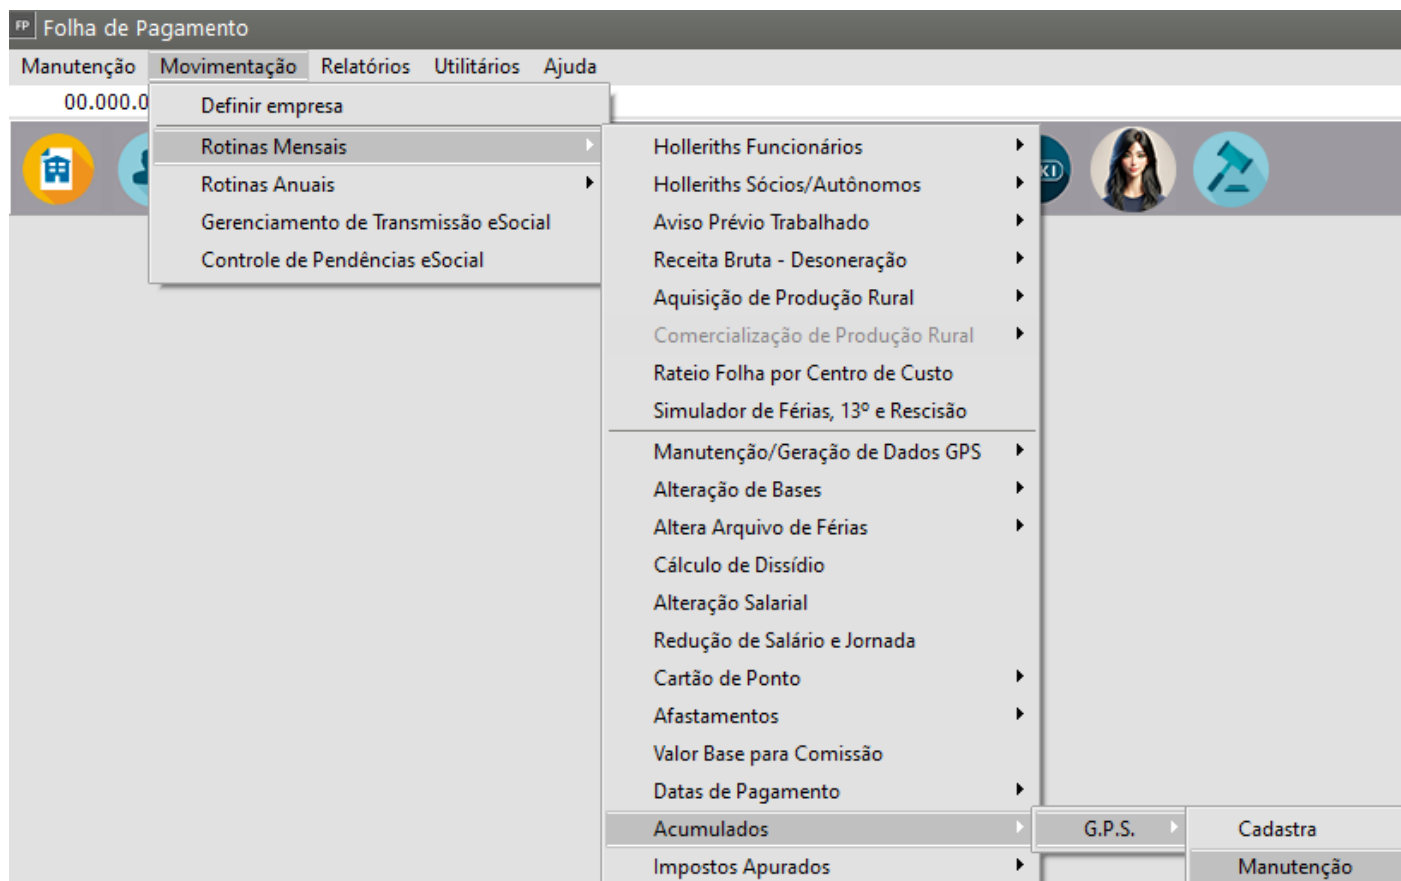 FP Folha de Pagamento
Manutenção Movimentação Relatórios Utilitários Ajuda
00.000.0
Definir empresa
Rotinas Mensais
Rotinas Anuais
Gerenciamento de Transmissão eSocial
Controle de Pendências eSocial
Holleriths Funcionários
Holleriths Sócios/Autônomos
Aviso Prévio Trabalhado
Receita Bruta - Desoneração
Aquisição de Produção Rural
Comercialização de Produção Rural
Rateio Folha por Centro de Custo
Simulador de Férias, 13º e Rescisão
Manutenção/Geração de Dados GPS
Alteração de Bases
Altera Arquivo de Férias
Cálculo de Dissídio
Alteração Salarial
Redução de Salário e Jornada
Cartão de Ponto
Afastamentos
Valor Base para Comissão
Datas de Pagamento
Acumulados
Impostos Apurados
G.P.S.
Cadastra
Manutenção